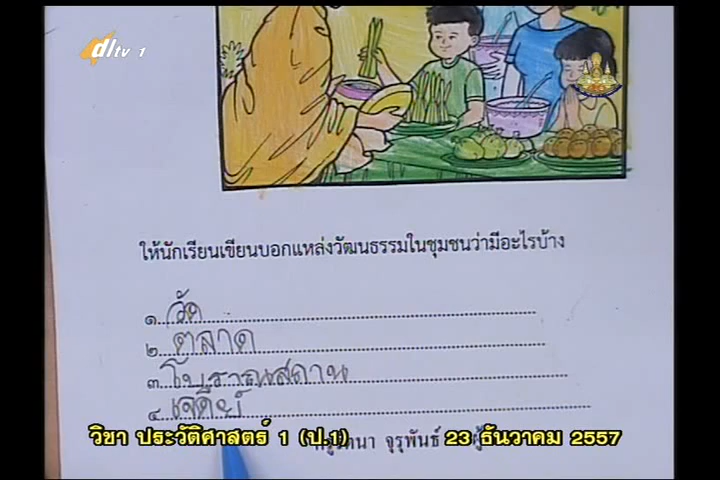 dltv 1
ให้นักเรียนเขียนบอกแหล่งวัฒนธรรมในชุมชนว่ามีอะไรบ้าง
๑. วัด
๒. ตลาด
๓. โบราณสถาน
๔. เจดีย์
วิชา ประวัติศาสตร์ 1 (ป.1) จุรุพันธ์ 23 ธันวาคม 2557